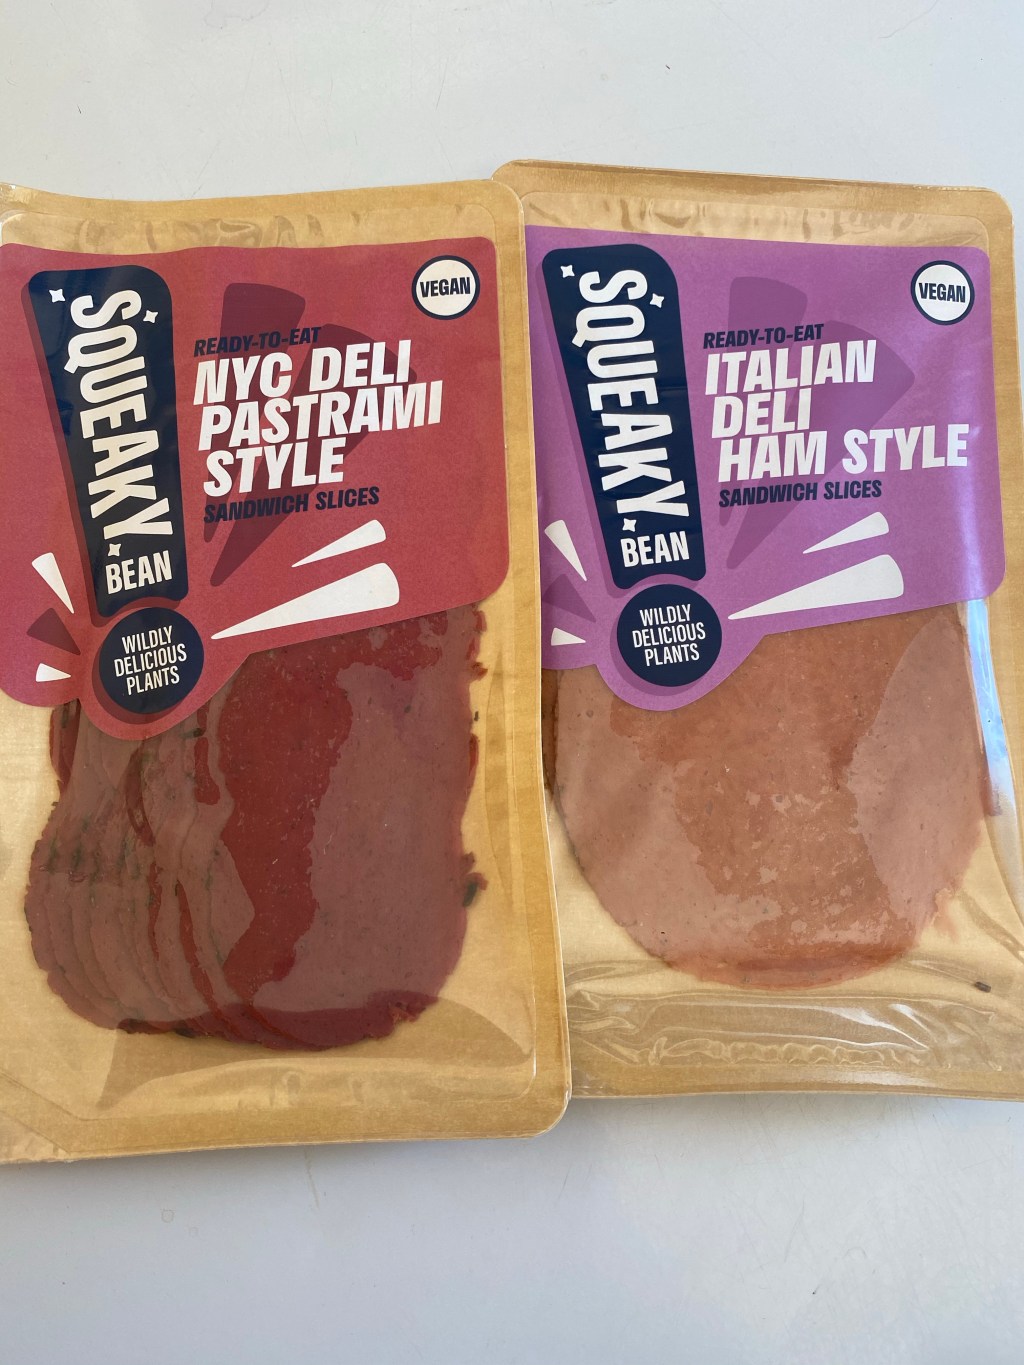 SQUEAKY
BEAN
WILDLY
DELICIOUS
PLANTS
READY-TO-EAT
NYC DELI
PASTRAMI
STYLE
SANDWICH SLICES
VEGAN
SQUEAKY
BEAN
WILDLY
DELICIOUS
PLANTS
READY-TO-EAT
ITALIAN
DELI
HAM STYLE
SANDWICH SLICES
VEGAN